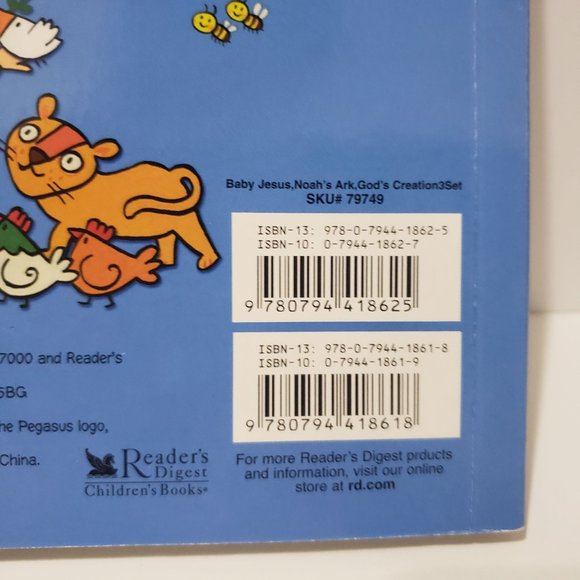 Baby Jesus,Noah's Ark,God's Creation3Set
SKU# 79749
ISBN-13: 978-0-7944-1862-5
ISBN-10: 0-7944-1862-7
9 780794 418625
ISBN-13: 978-0-7944-1861-8
ISBN-10: 0-7944-1861-9
9 780794 418618
7000 and Reader's
5BG
he Pegasus logo,
China.
Reader's
Digest
Children's Books®
For more Reader's Digest prducts
and information, visit our online
store at rd.com